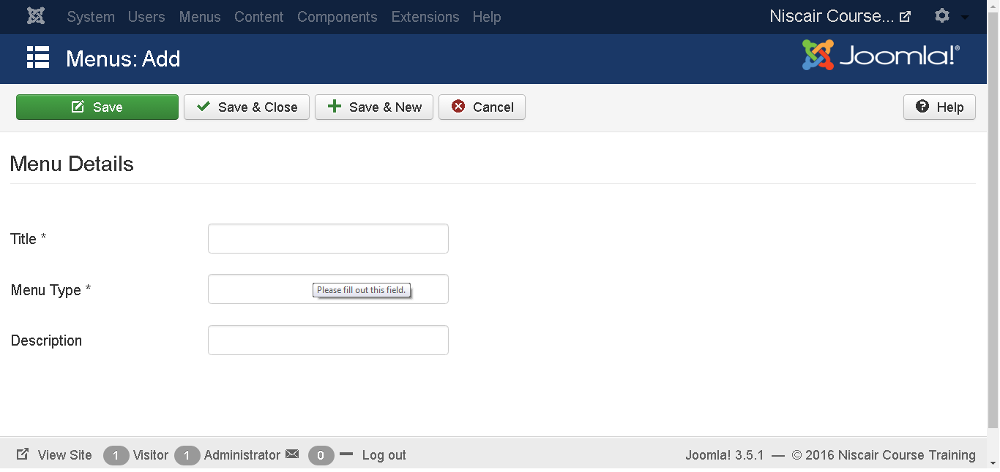 System Users Menus Content Components Extensions Help Niscair Course...
Menus: Add Joomla!®
Save Save & Close Save & New Cancel Help
Menu Details
Title *
Menu Type * Please fill out this field.
Description
View Site 1 Visitor 1 Administrator 0 Log out Joomla! 3.5.1 — © 2016 Niscair Course Training